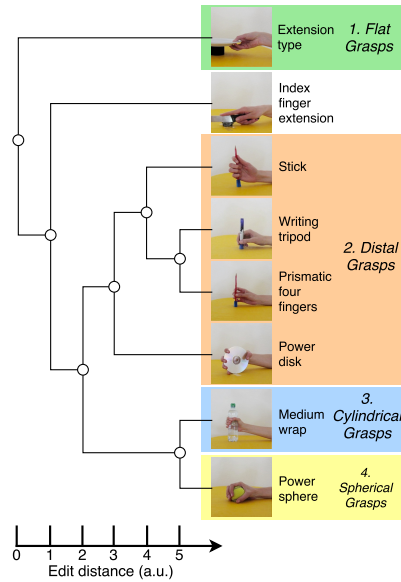 Extension
type
1. Flat
Grasps
Index
finger
extension
Stick
Writing
tripod
2. Distal
Grasps
Prismatic
four
fingers
Power
disk
Medium
wrap
3.
Cylindrical
Grasps
Power
sphere
4.
Spherical
Grasps
0 1 2 3 4 5
Edit distance (a.u.)